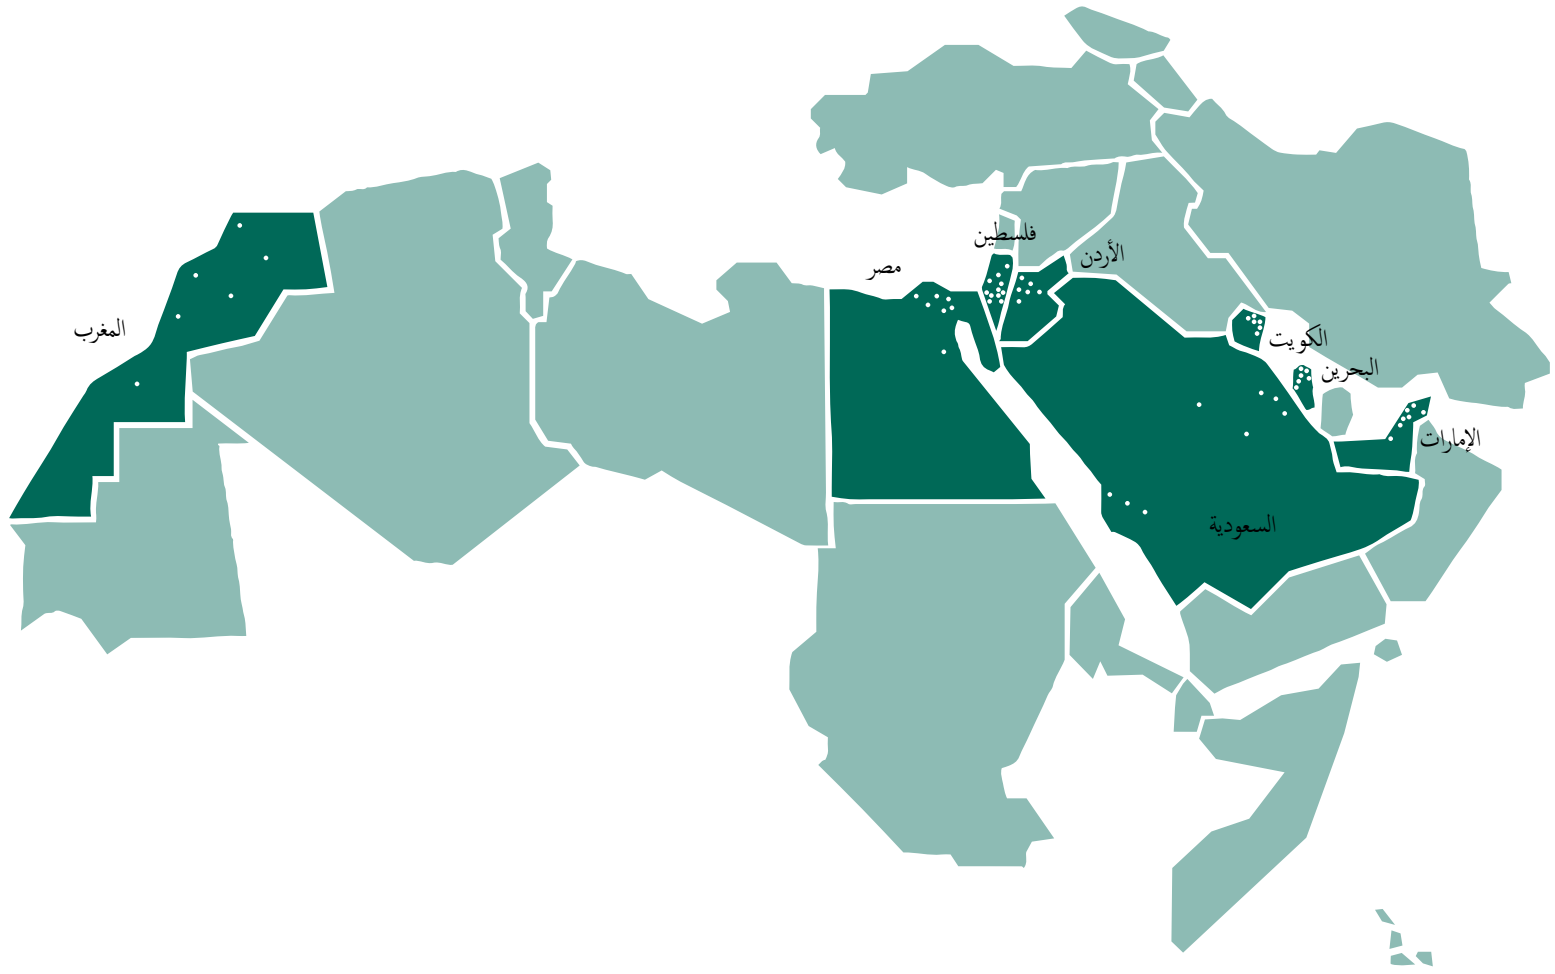 فلسطين
الأردن
مصر
المغرب
الكويت
البحرين
الإمارات
السعودية